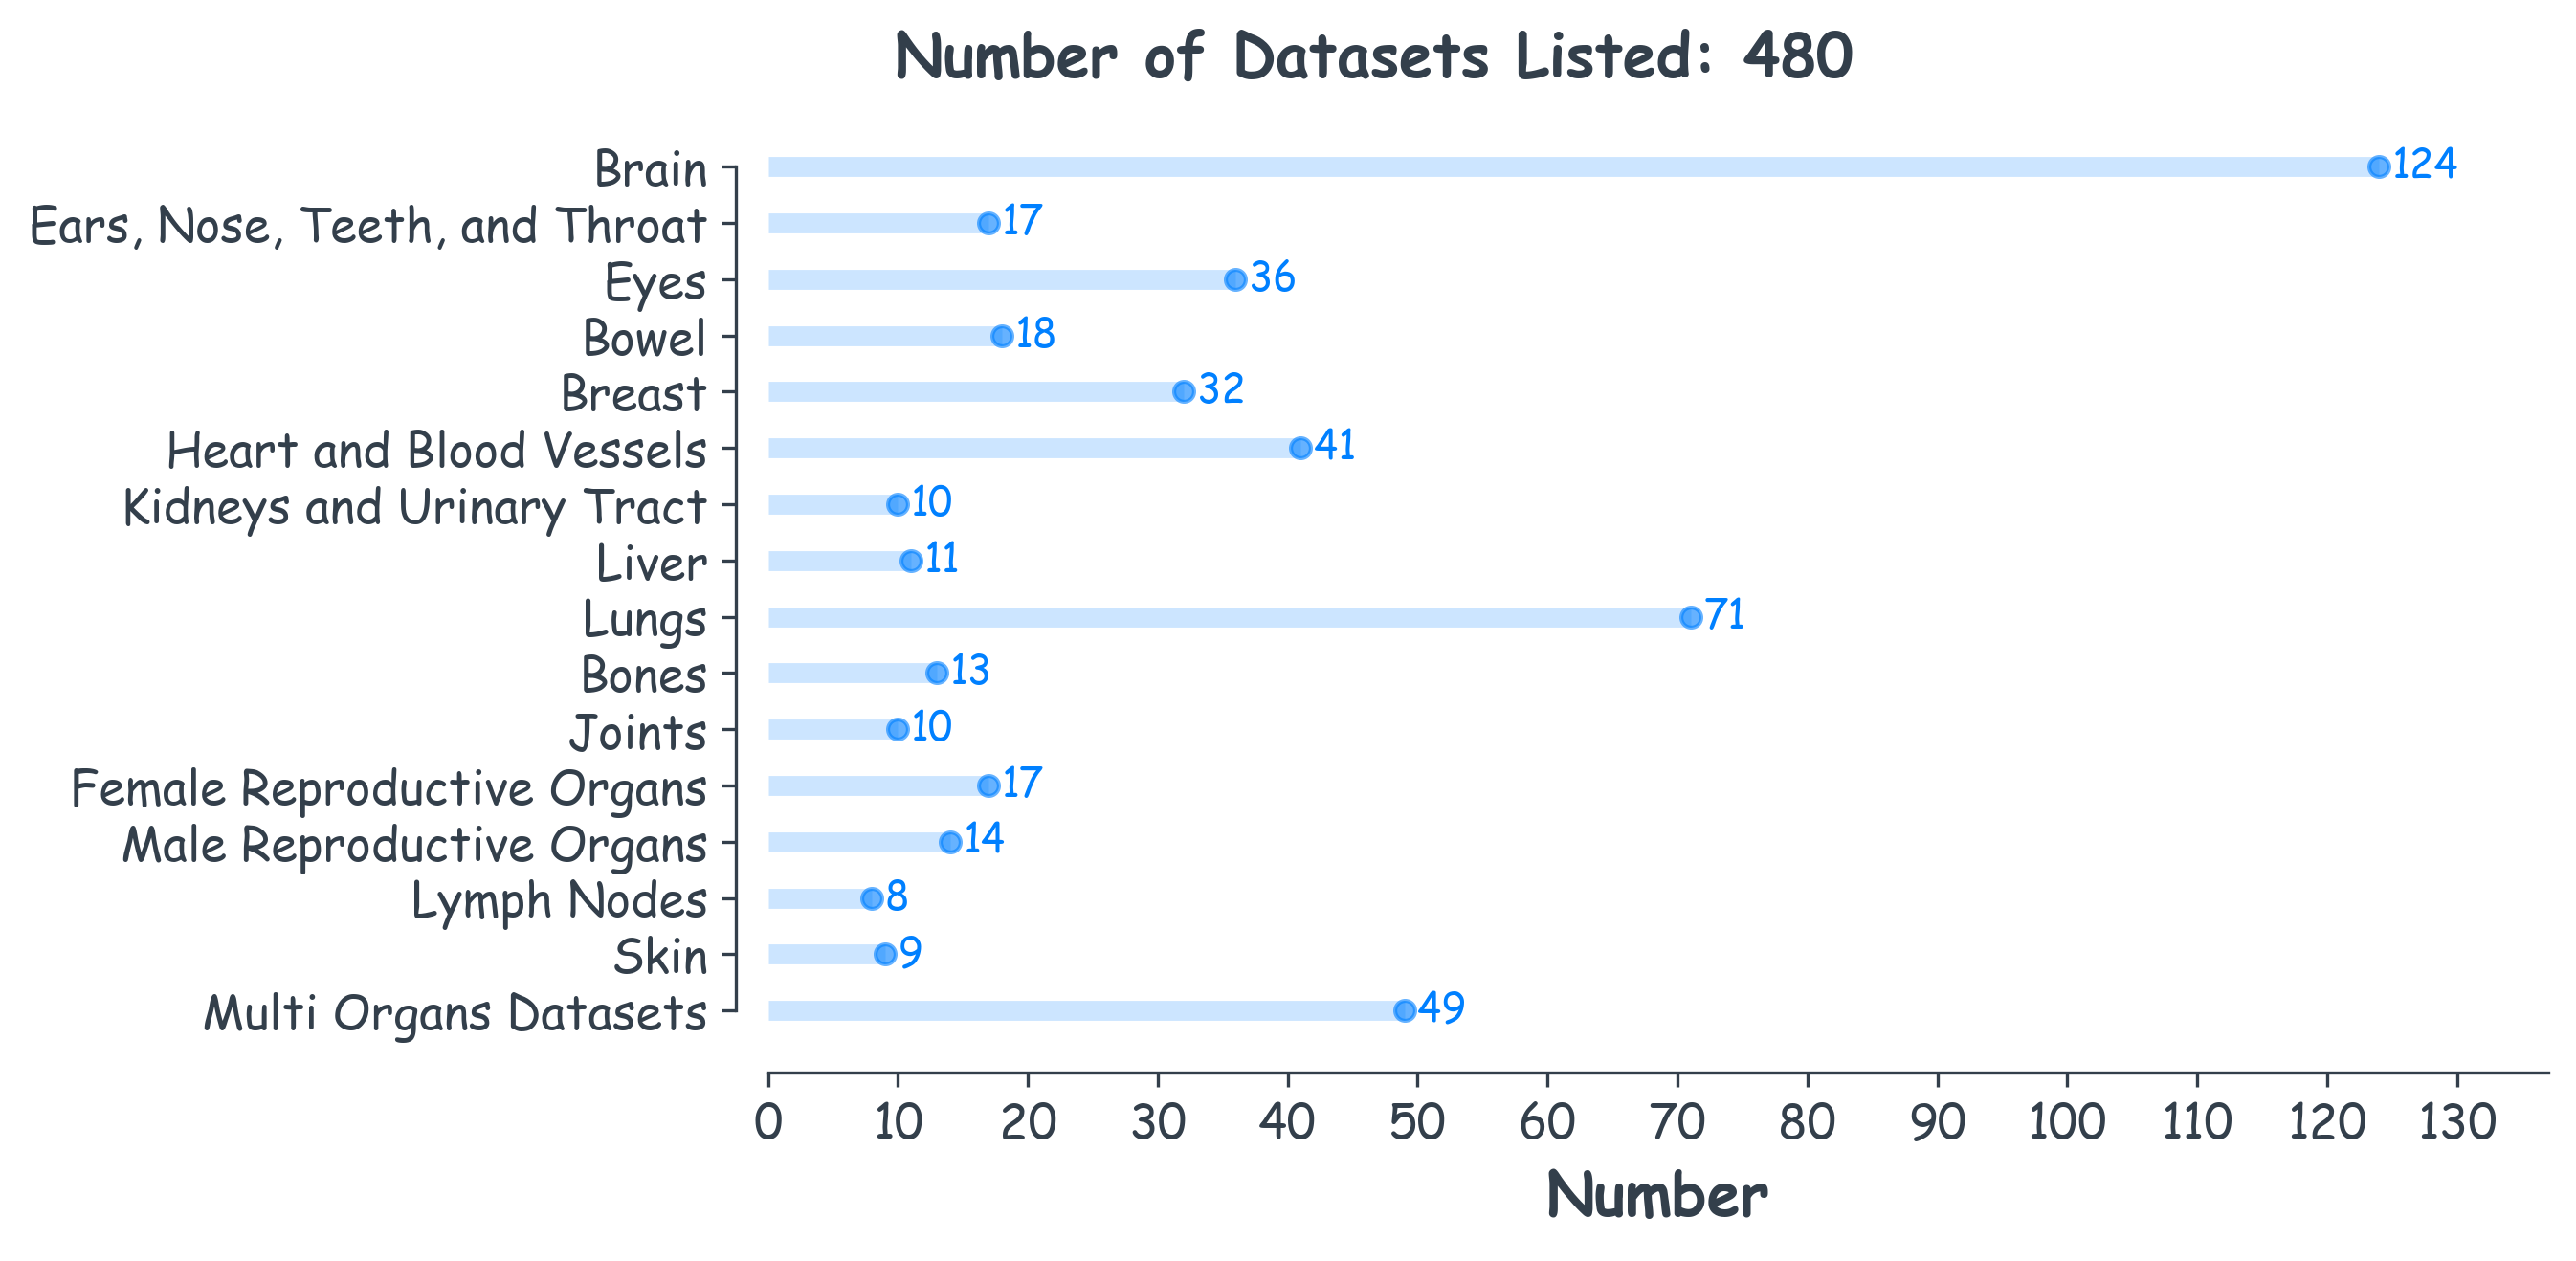 Number of Datasets Listed: 480
Brain 124
Ears, Nose, Teeth, and Throat 17
Eyes 36
Bowel 18
Breast 32
Heart and Blood Vessels 41
Kidneys and Urinary Tract 10
Liver 11
Lungs 71
Bones 13
Joints 10
Female Reproductive Organs 17
Male Reproductive Organs 14
Lymph Nodes 8
Skin 9
Multi Organs Datasets 49
0 10 20 30 40 50 60 70 80 90 100 110 120 130
Number